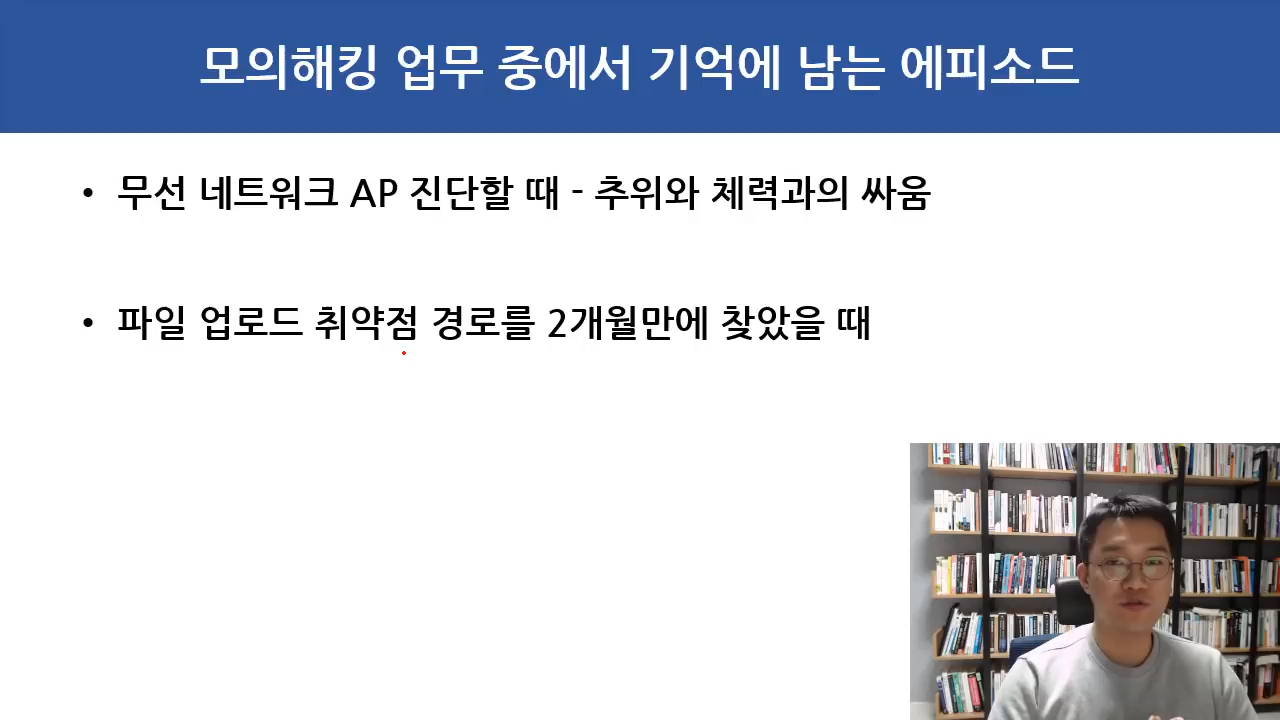 모의해킹 업무 중에서 기억에 남는 에피소드
• 무선 네트워크 AP 진단할 때 - 추위와 체력과의 싸움
• 파일 업로드 취약점 경로를 2개월만에 찾았을 때